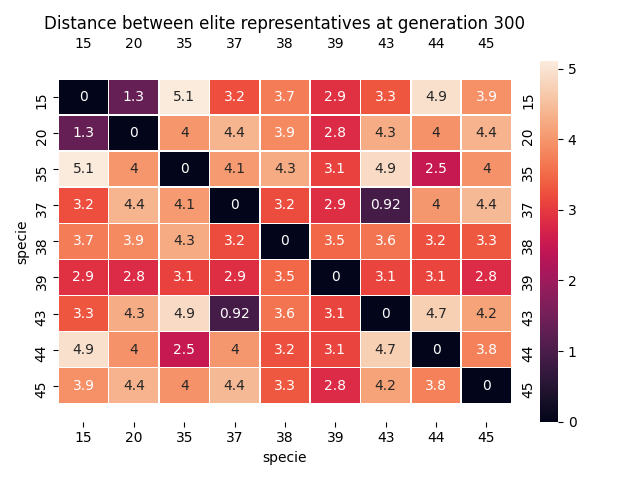 Distance between elite representatives at generation 300
15 20 35 37 38 39 43 44 45
15 0 1.3 5.1 3.2 3.7 2.9 3.3 4.9 3.9 15
20 1.3 0 4 4.4 3.9 2.8 4.3 4 4.4 20
35 5.1 4 0 4.1 4.3 3.1 4.9 2.5 4 35
37 3.2 4.4 4.1 0 3.2 2.9 0.92 4 4.4 37
38 3.7 3.9 4.3 3.2 0 3.5 3.6 3.2 3.3 38
39 2.9 2.8 3.1 2.9 3.5 0 3.1 3.1 2.8 39
43 3.3 4.3 4.9 0.92 3.6 3.1 0 4.7 4.2 43
44 4.9 4 2.5 4 3.2 3.1 4.7 0 3.8 44
45 3.9 4.4 4 4.4 3.3 2.8 4.2 3.8 0 45
15 20 35 37 38 39 43 44 45
specie
specie
5
4
3
2
1
0